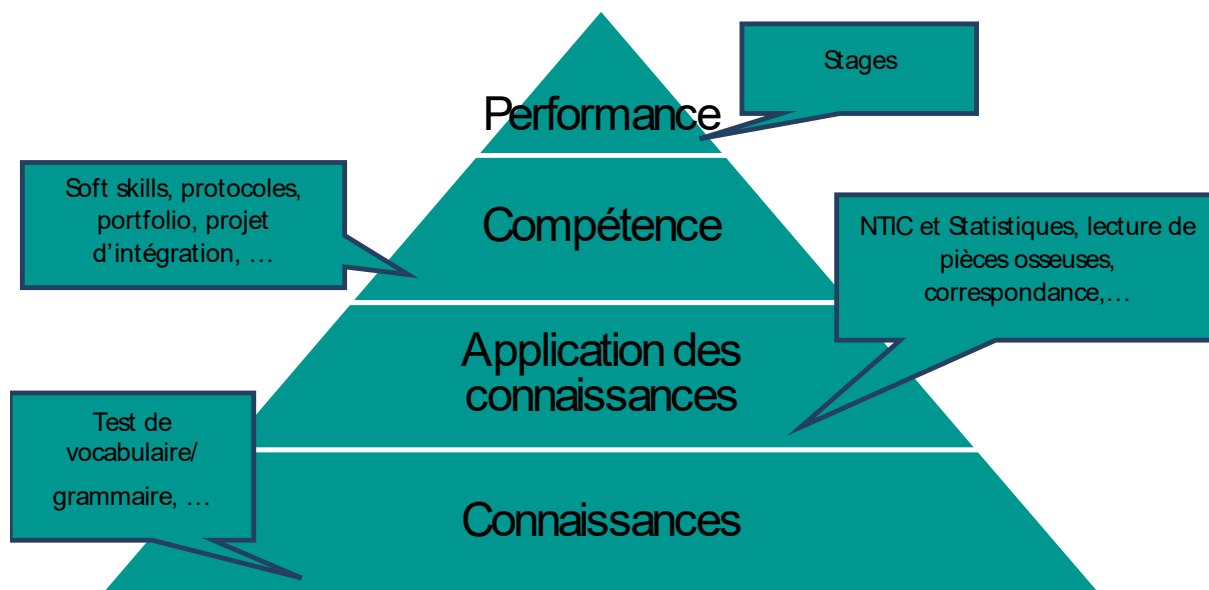 Stages
Performance
Soft skills, protocoles,
portfolio, projet
d’intégration, …
Compétence
NTIC et Statistiques, lecture de
pièces osseuses,
correspondance,…
Application des
connaissances
Test de
vocabulaire/
grammaire, …
Connaissances